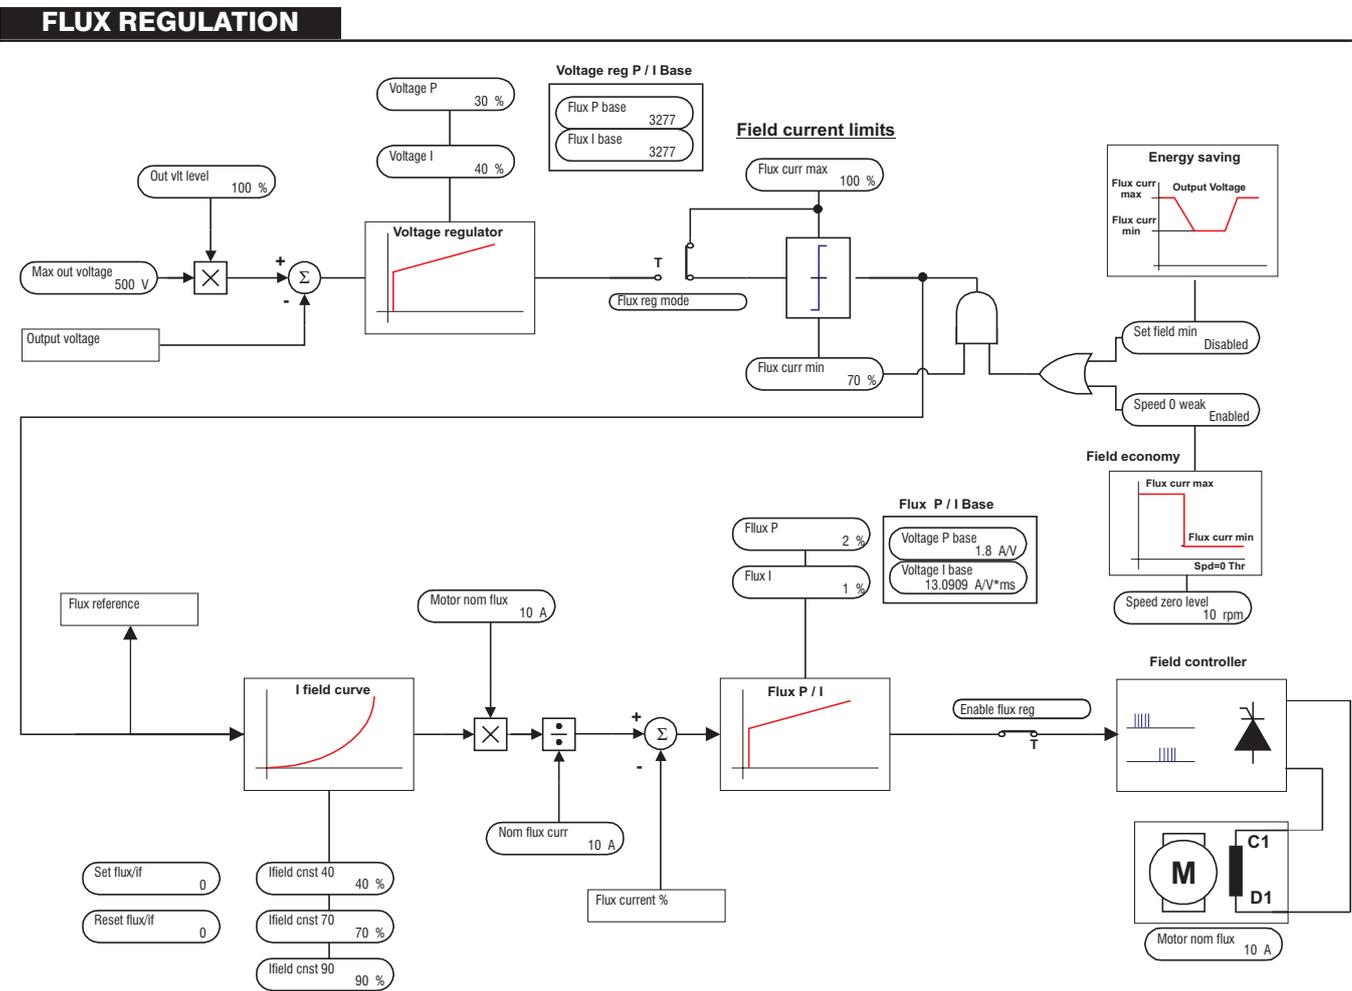 FLUX REGULATION
Voltage reg P / I Base
Voltage P
30 %
Flux P base
3277
Flux I base
3277
Voltage I
40 %
Field current limits
Out vlt level
100 %
Flux curr max
100 %
Energy saving
Flux curr
max
Output Voltage
Flux curr
min
Voltage regulator
Max out voltage
500 V
+
Σ
-
T
Flux reg mode
Output voltage
Set field min
Disabled
Flux curr min
70 %
Speed 0 weak
Enabled
Field economy
Flux curr max
Flux curr min
Spd=0 Thr
Speed zero level
10 rpm
Flux P / I Base
Fllux P
2 %
Voltage P base
1.8 A/V
Voltage I base
13.0909 A/V*ms
Flux I
1 %
Flux reference
Motor nom flux
10 A
Field controller
I field curve
Flux P / I
Enable flux reg
+
Σ
-
T
Nom flux curr
10 A
Flux current %
Set flux/if
0
Reset flux/if
0
Ifield cnst 40
40 %
Ifield cnst 70
70 %
Ifield cnst 90
90 %
C1
M
D1
Motor nom flux
10 A